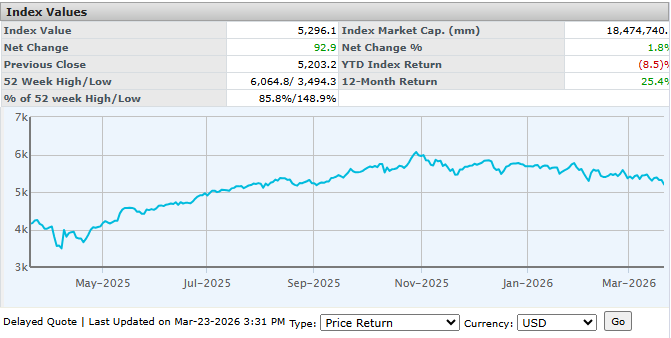 Index Values
Index Value 5,296.1 Index Market Cap. (mm) 18,474,740.
Net Change 92.9 Net Change % 1.8%
Previous Close 5,203.2 YTD Index Return (8.5)%
52 Week High/Low 6,064.8/ 3,494.3 12-Month Return 25.4%
% of 52 week High/Low 85.8%/148.9%
7k
6k
5k
4k
3k
May-2025 Jul-2025 Sep-2025 Nov-2025 Jan-2026 Mar-2026
Delayed Quote | Last Updated on Mar-23-2026 3:31 PM Type: Price Return Currency: USD Go